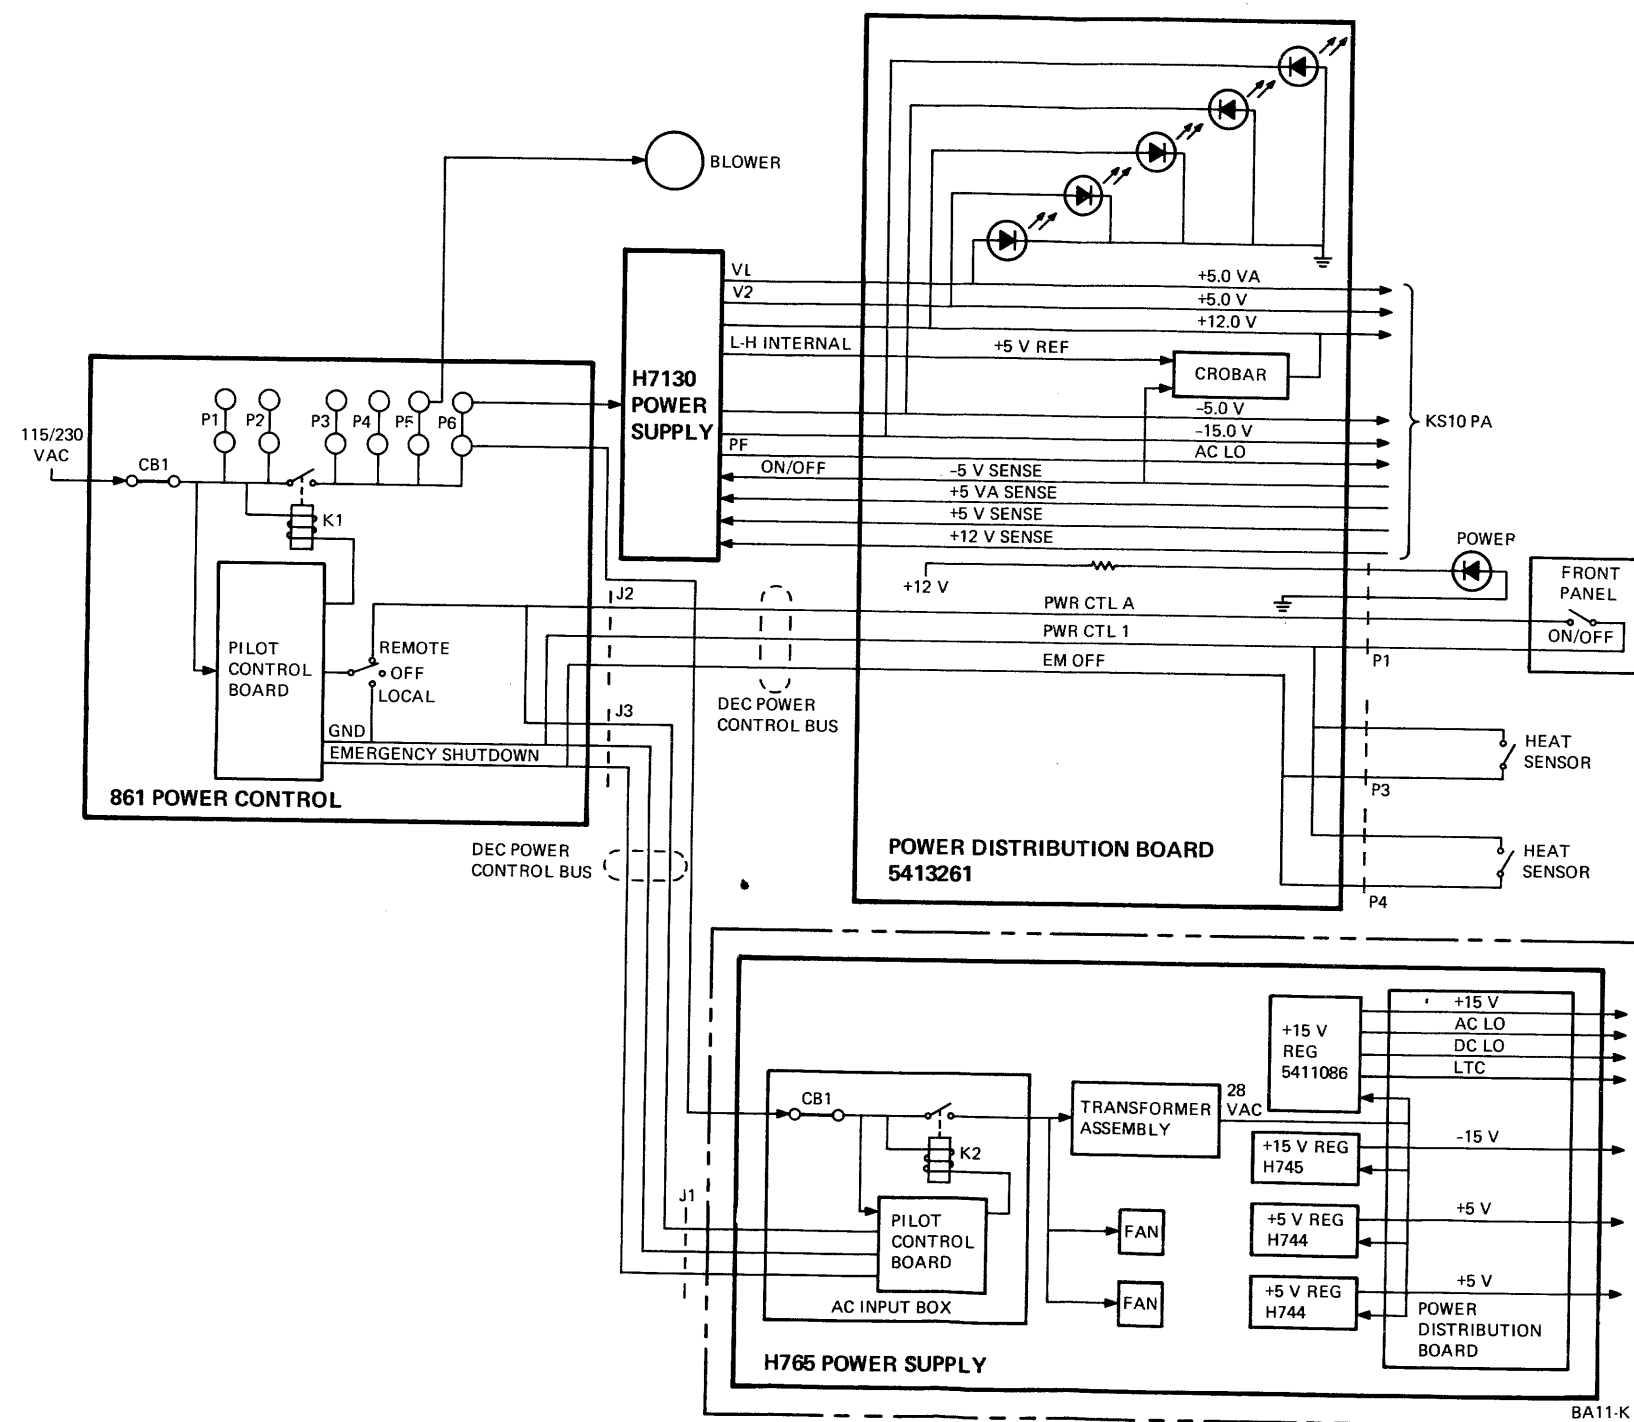 BLOWER
VL
V2
L-H INTERNAL
PF
ON/OFF
H7130
POWER
SUPPLY
+5.0 VA
+5.0 V
+12.0 V
+5 V REF
CROBAR
-5.0 V
-15.0 V
AC LO
-5 V SENSE
+5 VA SENSE
+5 V SENSE
+12 V SENSE
KS10 PA
115/230
VAC
CB1
P1
P2
P3
P4
P5
P6
K1
PILOT
CONTROL
BOARD
REMOTE
OFF
LOCAL
GND
EMERGENCY SHUTDOWN
861 POWER CONTROL
J2
J3
DEC POWER
CONTROL BUS
DEC POWER
CONTROL BUS
+12 V
PWR CTL A
PWR CTL 1
EM OFF
POWER
FRONT
PANEL
ON/OFF
P1
HEAT
SENSOR
P3
HEAT
SENSOR
P4
POWER DISTRIBUTION BOARD
5413261
J1
CB1
K2
PILOT
CONTROL
BOARD
AC INPUT BOX
TRANSFORMER
ASSEMBLY
28
VAC
FAN
FAN
+15 V
REG
5411086
+15 V REG
H745
+5 V REG
H744
+5 V REG
H744
+15 V
AC LO
DC LO
LTC
-15 V
+5 V
+5 V
POWER
DISTRIBUTION
BOARD
H765 POWER SUPPLY
BA11-K